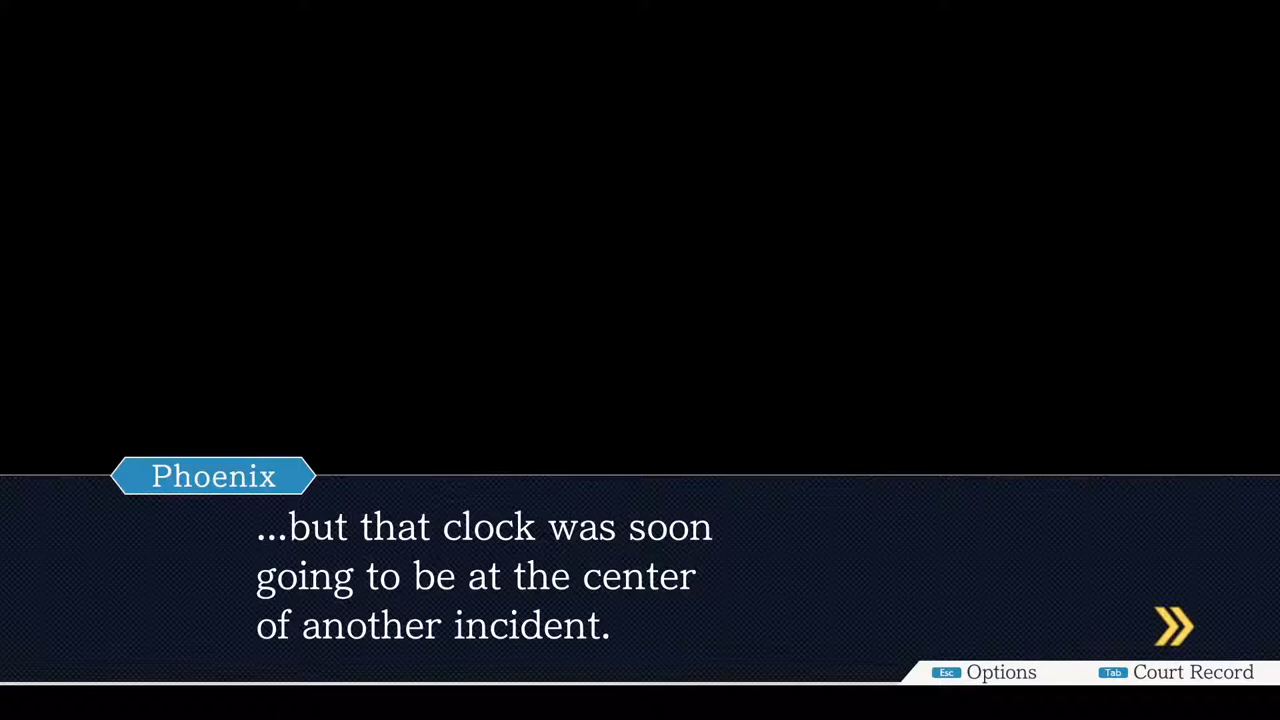 Phoenix
...but that clock was soon
going to be at the center
of another incident.
Esc Options Tab Court Record